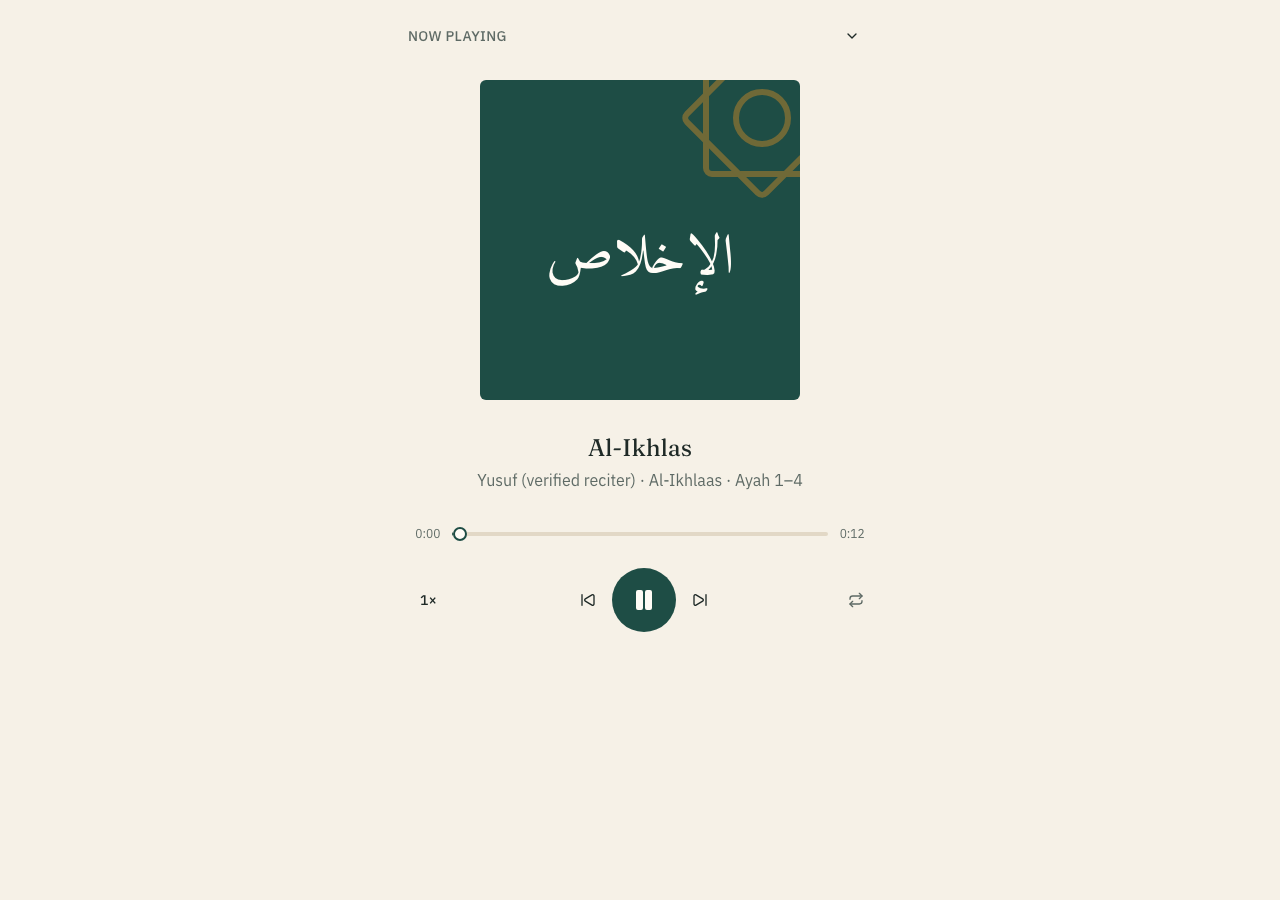 NOW PLAYING
الإخلاص
Al-Ikhlas
Yusuf (verified reciter) · Al-Ikhlaas · Ayah 1–4
0:00
0:12
1×